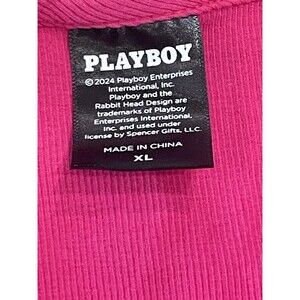 PLAYBOY
©2024 Playboy Enterprises
International, Inc.
Playboy and the
Rabbit Head Design are
trademarks of Playboy
Enterprises International,
Inc. and used under
license by Spencer Gifts, LLC.
MADE IN CHINA
XL